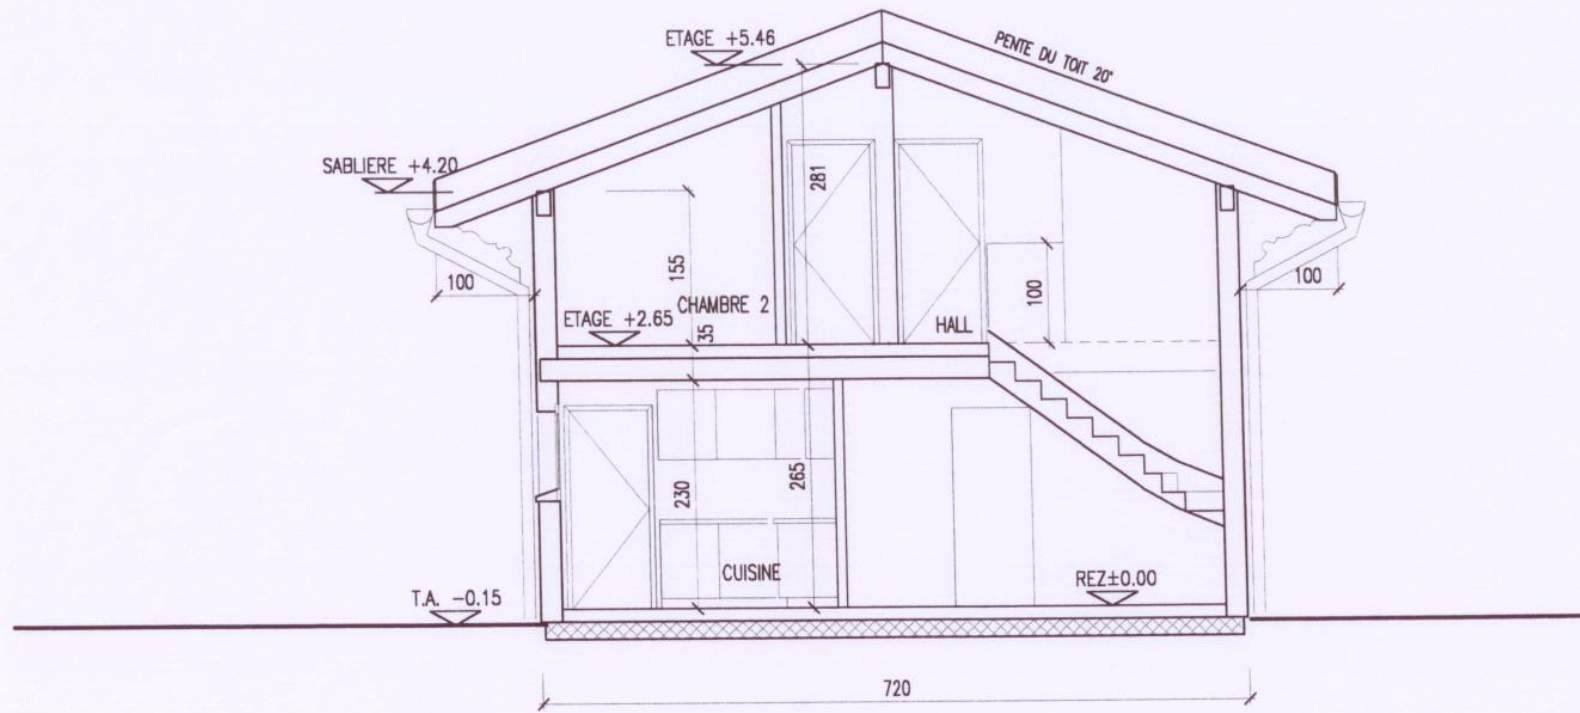 ETAGE +5.46
PENTE DU TOIT 20°
SABLIERE +4.20
281
155
100
100
100
CHAMBRE 2
ETAGE +2.65
35
HALL
230
265
CUISINE
REZ±0.00
T.A. -0.15
720